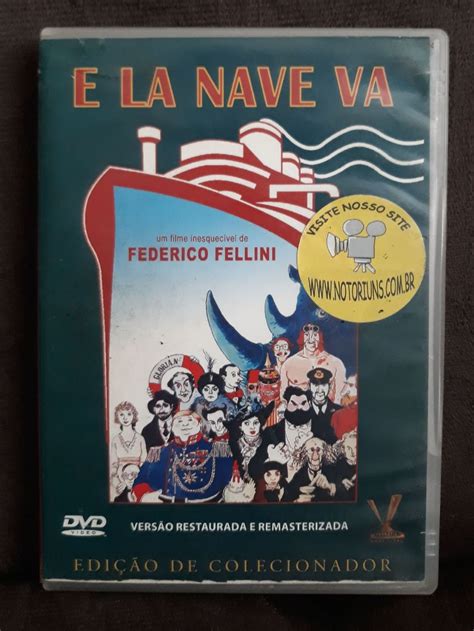 E LA NAVE VA
um filme inesquecível de
FEDERICO FELLINI
VISITE NOSSO SITE
WWW.NOTORIUNS.COM.BR
GLORIA N.
DVD
VIDEO
VERSÃO RESTAURADA E REMASTERIZADA
EDIÇÃO DE COLECIONADOR